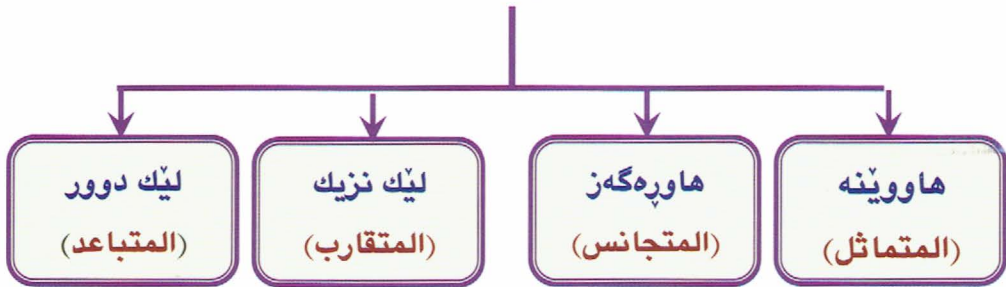 هاووێنه
(المتماثل)
هاوڕەگەز
(المتجانس)
لێك نزيك
(المتقارب)
لێك دوور
(المتباعد)